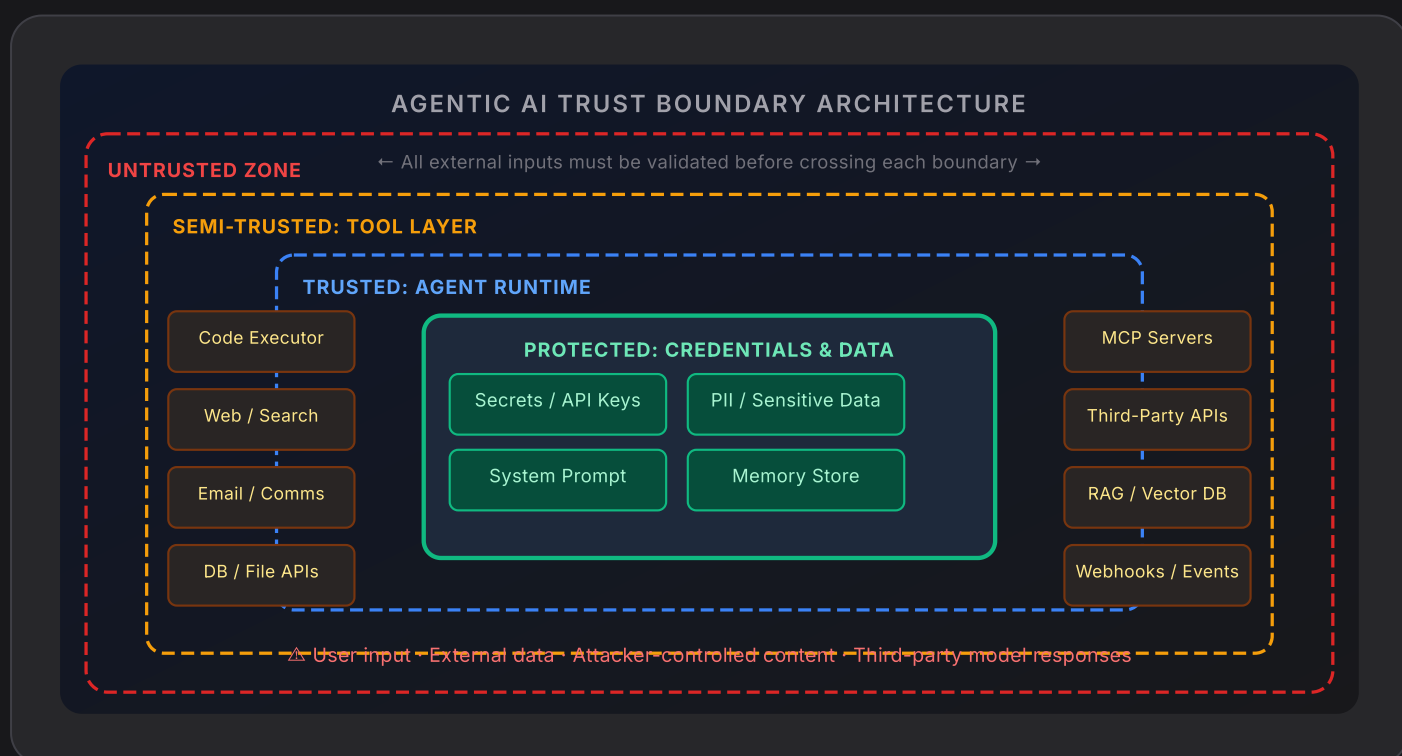 AGENTIC AI TRUST BOUNDARY ARCHITECTURE
← All external inputs must be validated before crossing each boundary →
UNTRUSTED ZONE
SEMI-TRUSTED: TOOL LAYER
TRUSTED: AGENT RUNTIME
Code Executor
Web / Search
Email / Comms
DB / File APIs
PROTECTED: CREDENTIALS & DATA
Secrets / API Keys
PII / Sensitive Data
System Prompt
Memory Store
MCP Servers
Third-Party APIs
RAG / Vector DB
Webhooks / Events
⚠ User input · External data · Attacker-controlled content · Third-party model responses